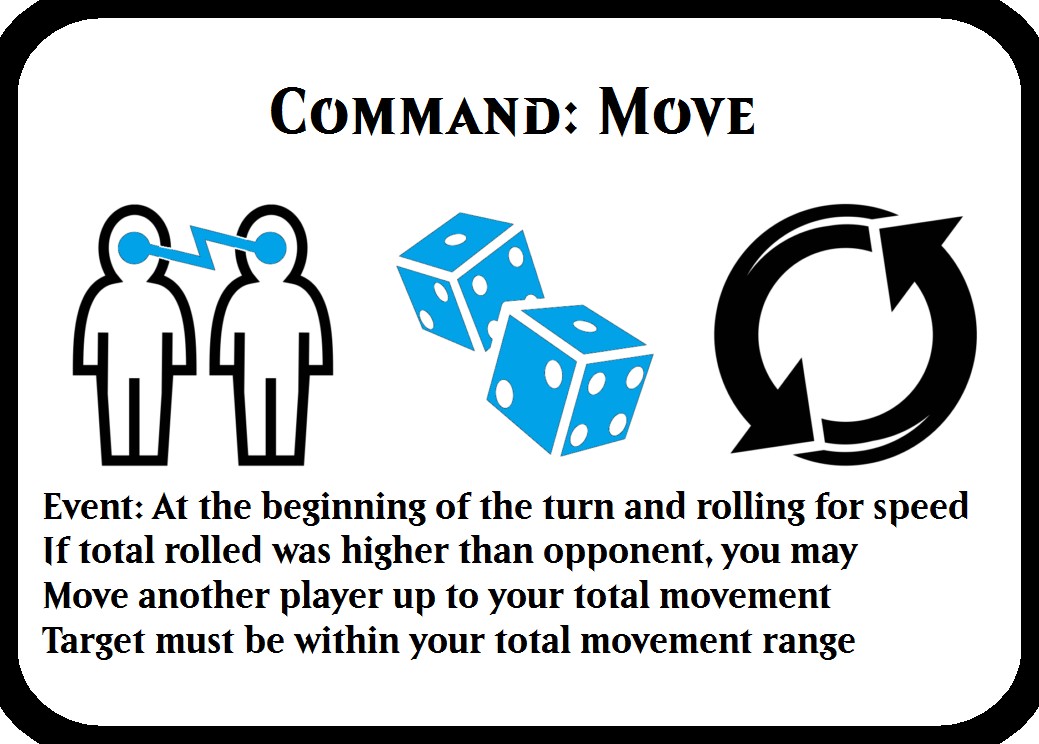 Command: Move
Event: At the beginning of the turn and rolling for speed
If total rolled was higher than opponent, you may
Move another player up to your total movement
Target must be within your total movement range